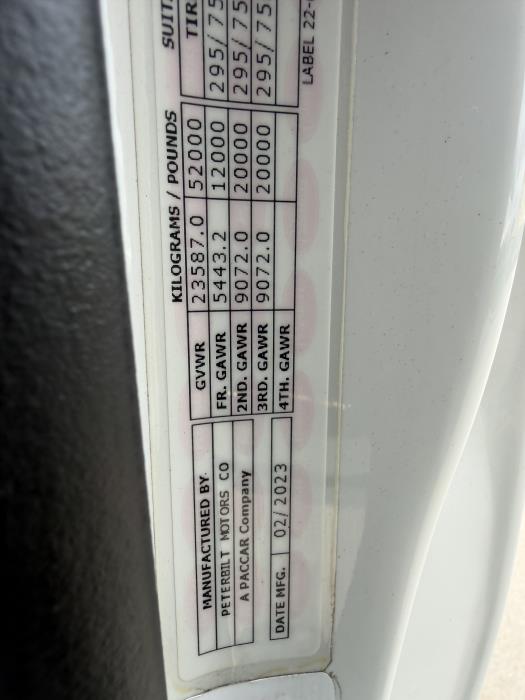 MANUFACTURED BY
PETERBILT MOTORS CO
A PACCAR Company
DATE MFG. 02/2023
KILOGRAMS / POUNDS
GVWR 23587.0 52000
FR. GAWR 5443.2 12000
2ND. GAWR 9072.0 20000
3RD. GAWR 9072.0 20000
4TH. GAWR
SUIT
TIR
295/75
295/75
295/75
LABEL 22-